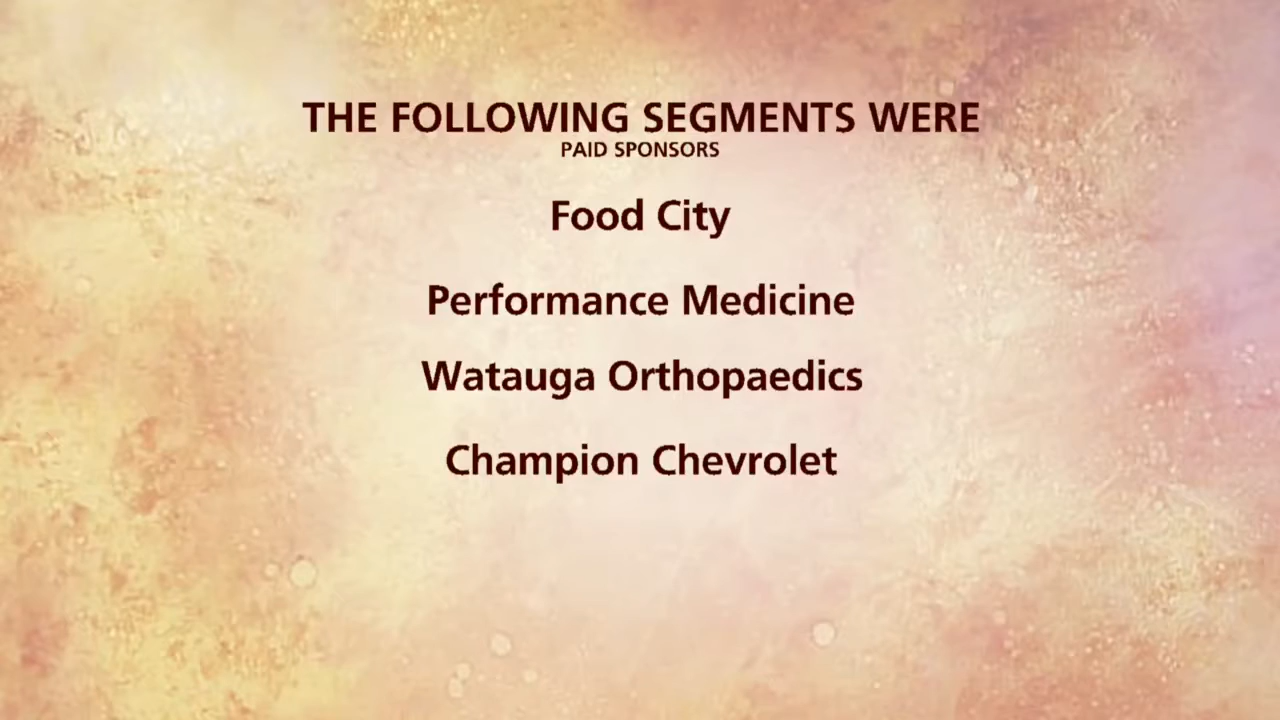 THE FOLLOWING SEGMENTS WERE
PAID SPONSORS
Food City
Performance Medicine
Watauga Orthopaedics
Champion Chevrolet